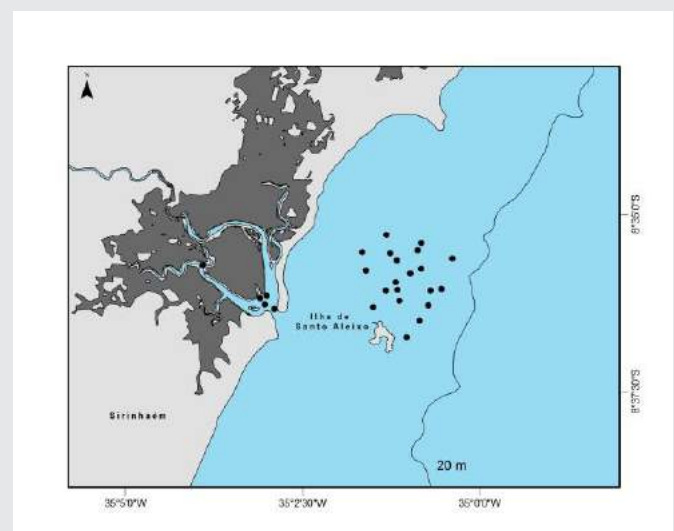 N
8°35'0"S
Ilha de
Santo Aleixo
8°37'30"S
Sirinhaém
20 m
35°5'0"W
35°2'30"W
35°0'0"W